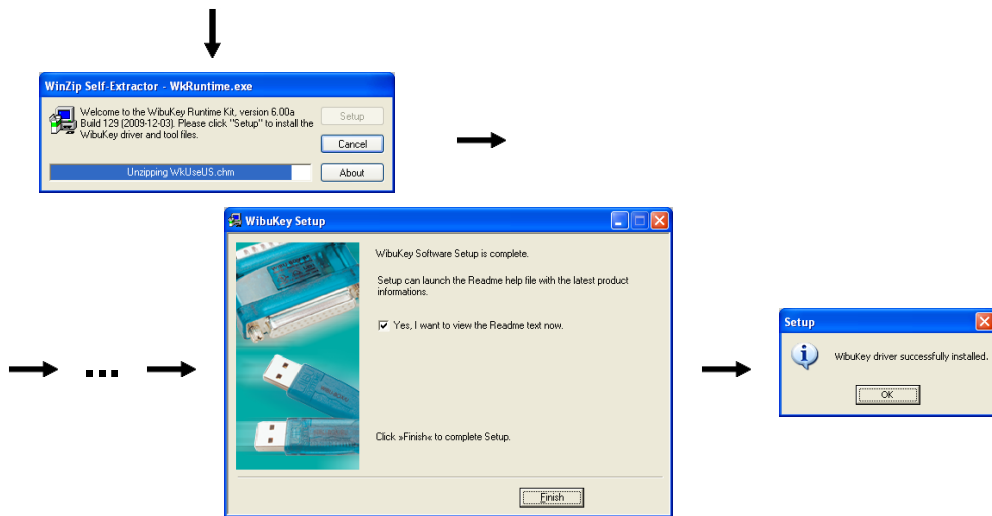 WinZip Self-Extractor - WkRuntime.exe
Welcome to the WibuKey Runtime Kit, version 6.00a
Build 129 (2009-12-03). Please click "Setup" to install the
WibuKey driver and tool files.
Setup
Cancel
Unzipping WkUseUS.chm
About
WibuKey Setup
WibuKey Software Setup is complete.
Setup can launch the Readme help file with the latest product
informations.
Yes, I want to view the Readme text now.
Click »Finish« to complete Setup.
Finish
...
Setup
WibuKey driver successfully installed.
OK